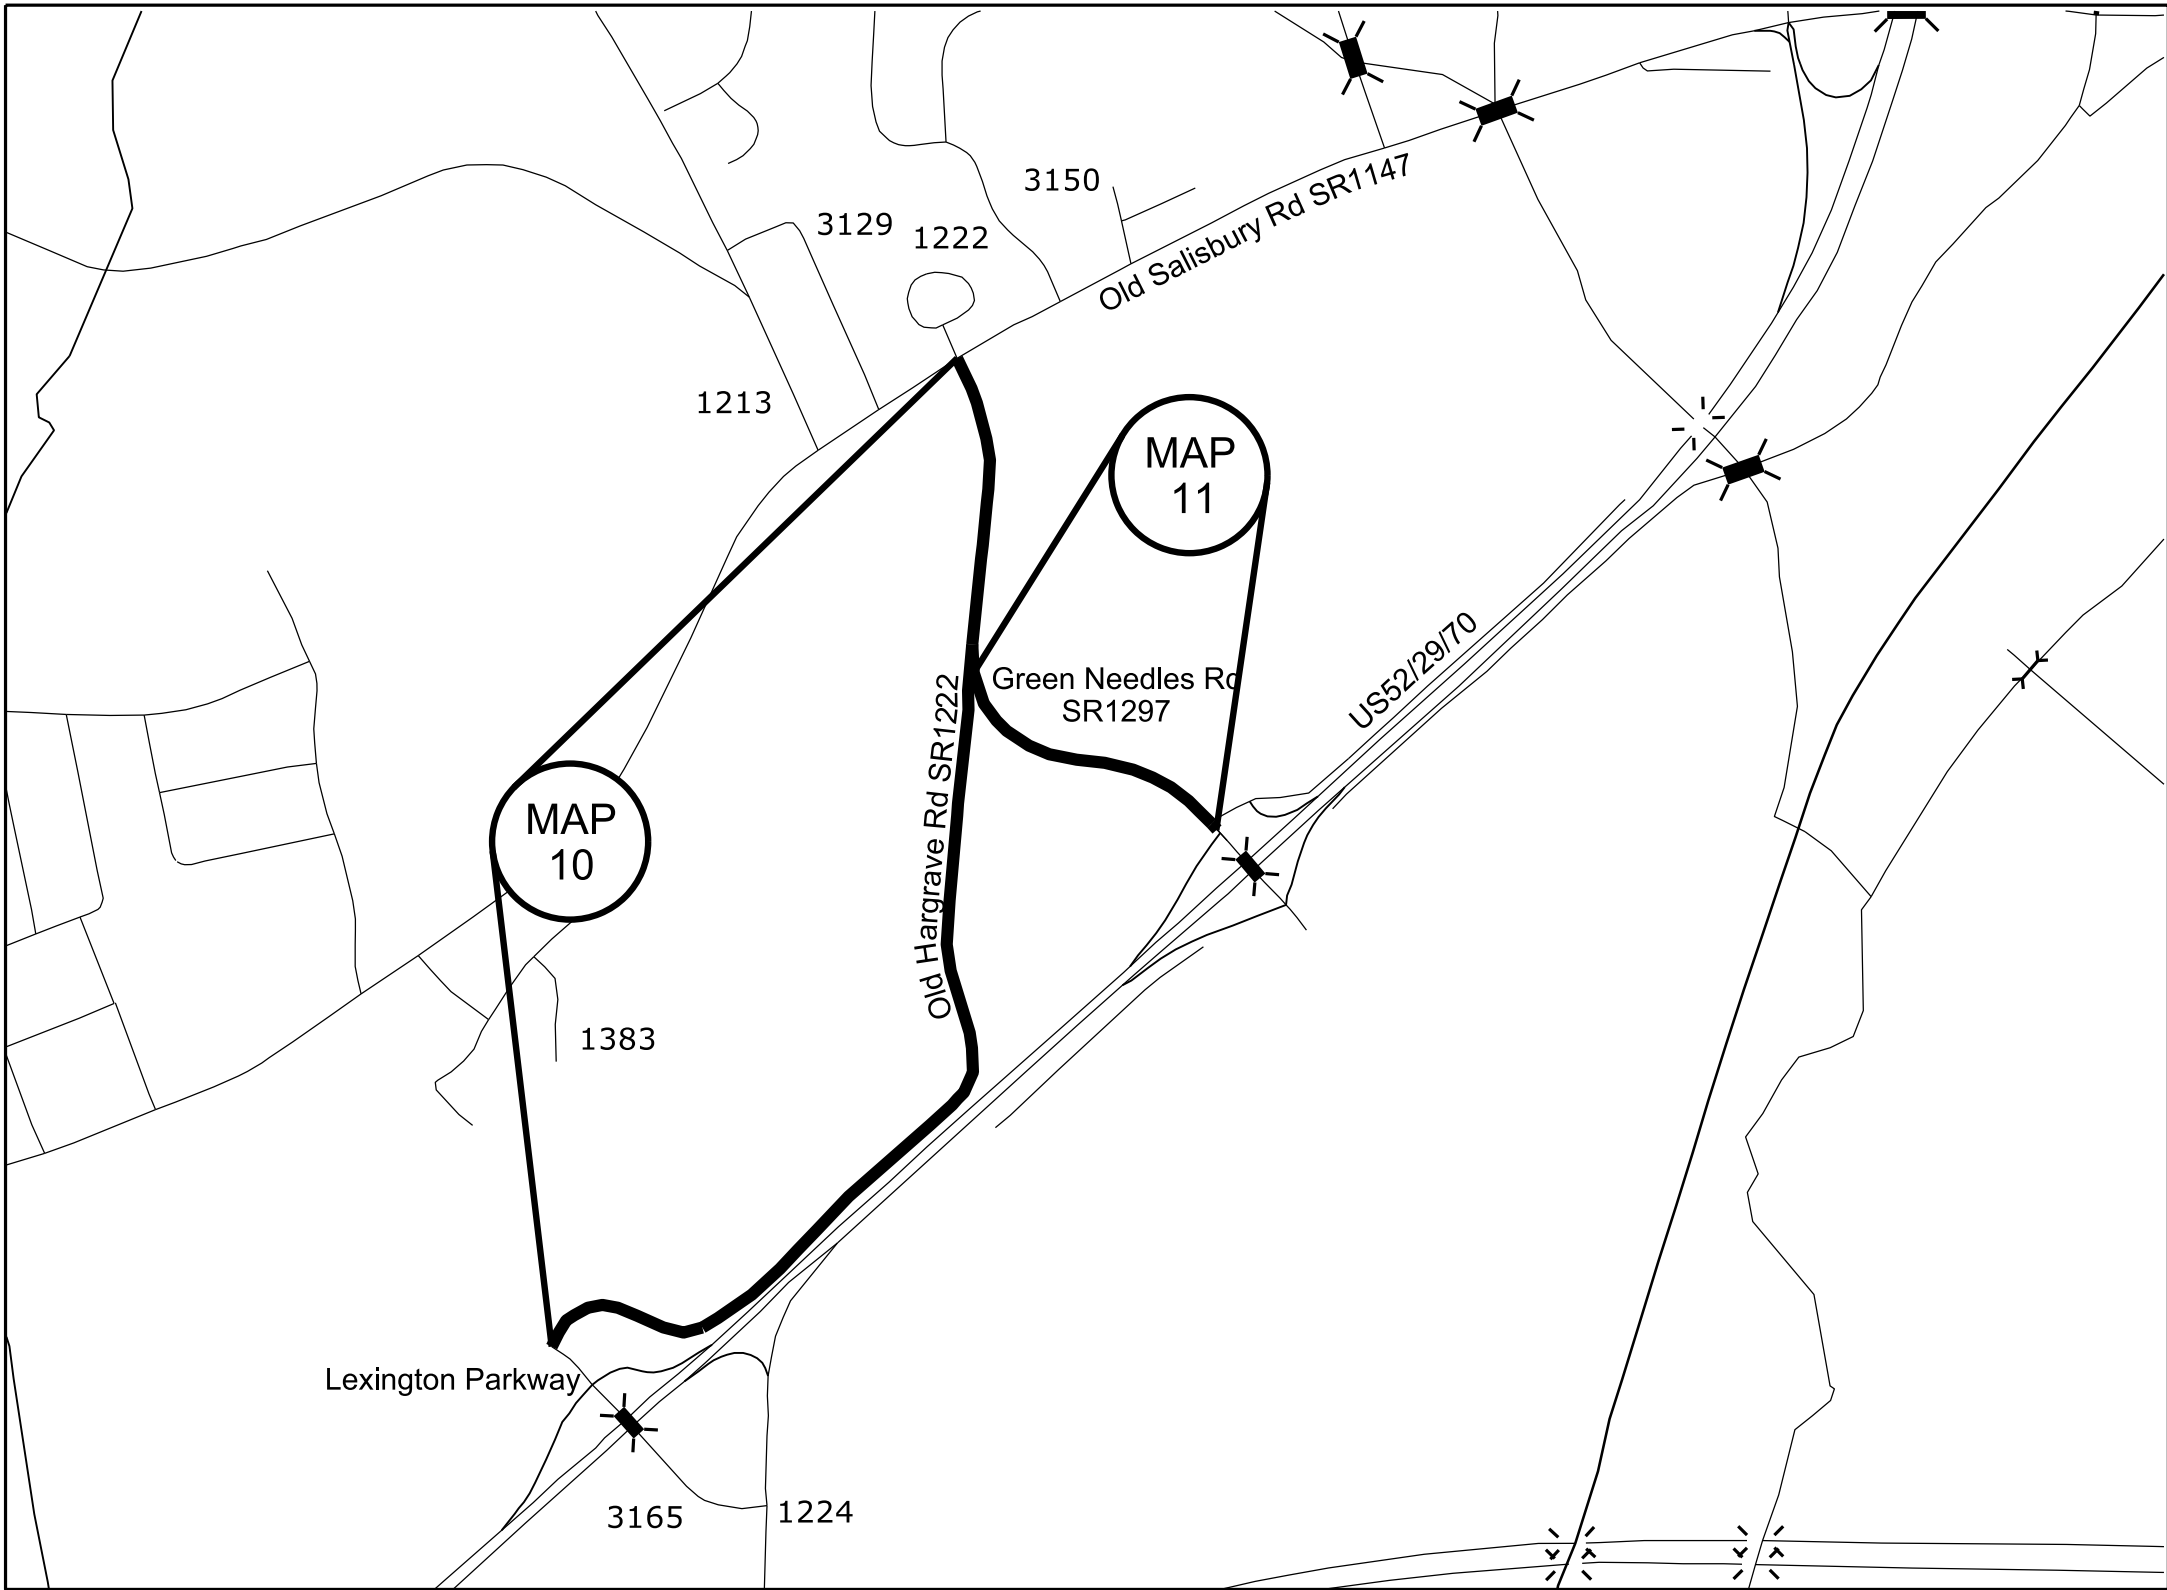 3150
Old Salisbury Rd SR1147
3129
1222
1213
MAP
11
US52/29/70
Green Needles Rd
SR1297
Old Hargrave Rd SR1222
MAP
10
1383
Lexington Parkway
3165
1224